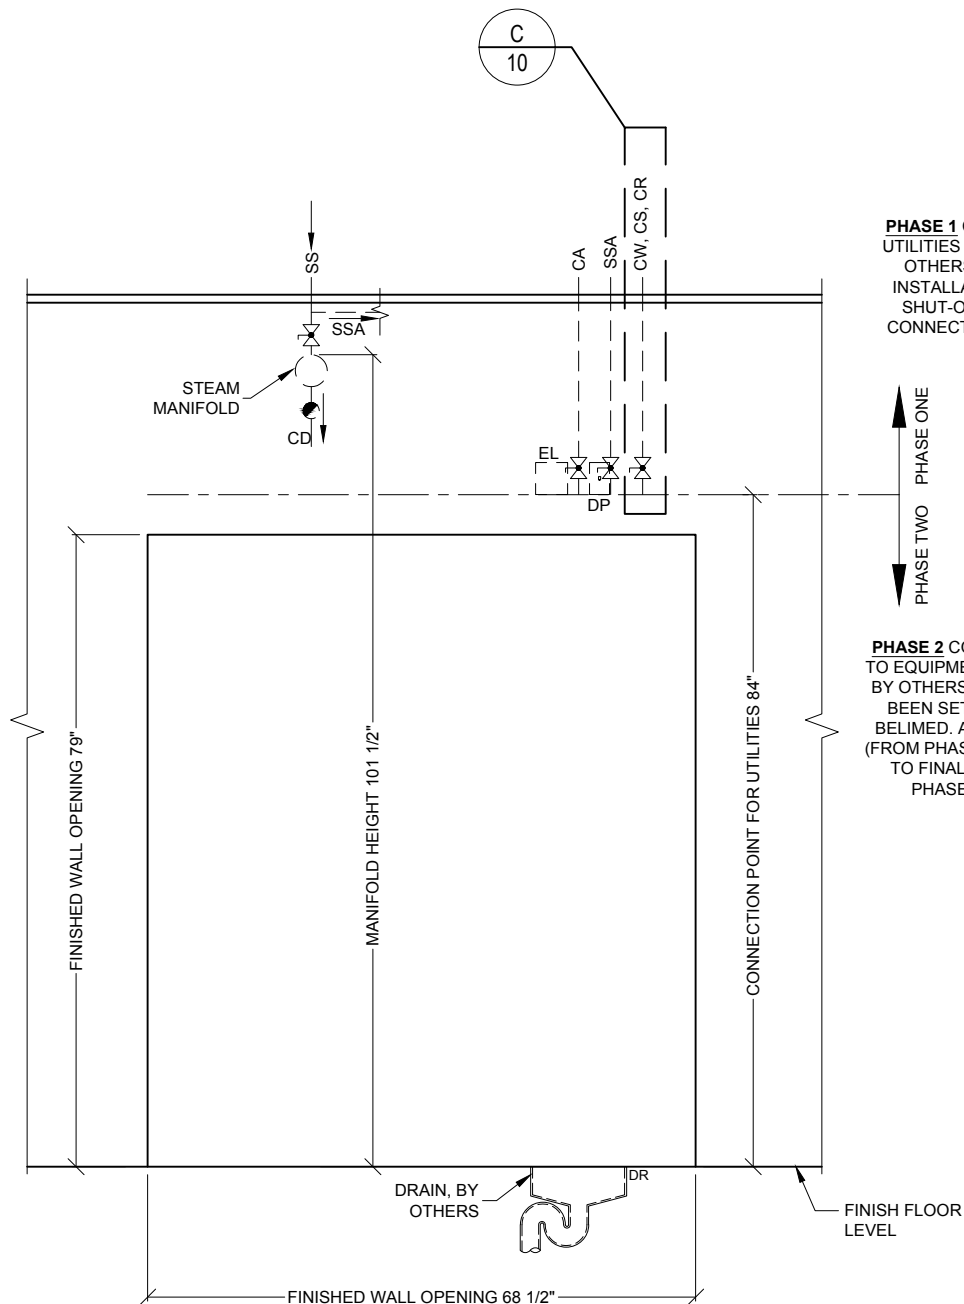 C
10
SS
CA
SSA
CW, CS, CR
PHASE 1
UTILITIES
OTHERS
SHUT-O
SSA
STEAM
MANIFOLD
CD
EL
DP
PHASE ONE
PHASE TWO
PHASE 2 CO
TO EQUIPME
BY OTHERS
BEEN SET
BELIMED. A
(FROM PHAS
TO FINAL
PHASE
FINISHED WALL OPENING 79"
MANIFOLD HEIGHT 101 1/2"
CONNECTION POINT FOR UTILITIES 84"
DRAIN, BY
OTHERS
DR
FINISH FLOOR
LEVEL
FINISHED WALL OPENING 68 1/2"